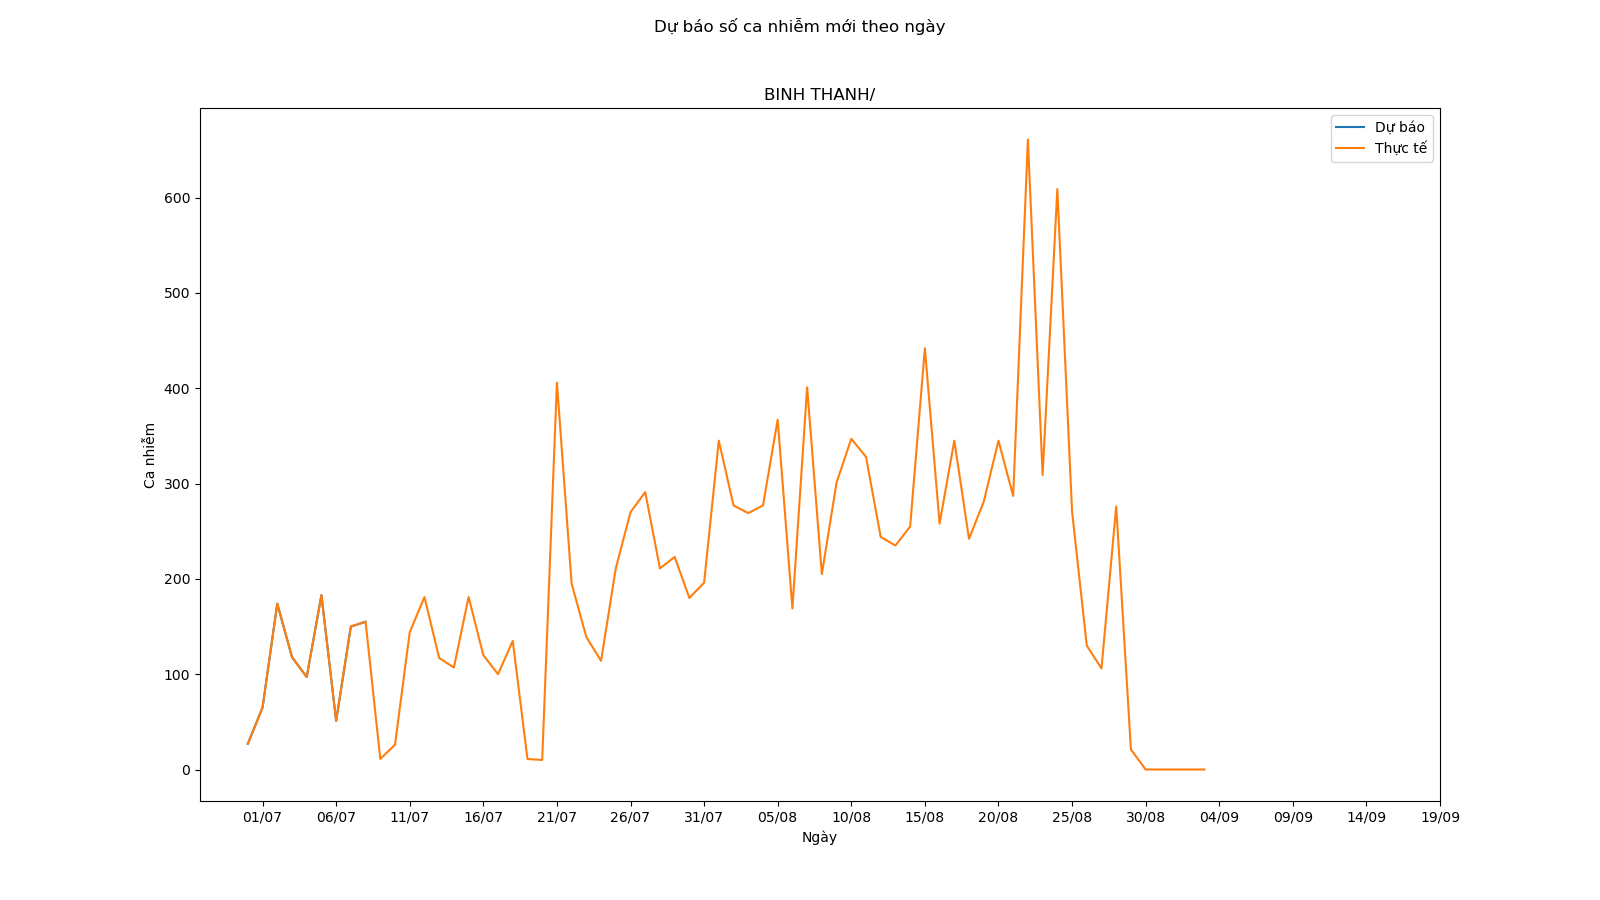 Dự báo số ca nhiễm mới theo ngày
BINH THANH/
Dự báo
Thực tế
600
500
400
300
200
100
0
Ca nhiễm
01/07 06/07 11/07 16/07 21/07 26/07 31/07 05/08 10/08 15/08 20/08 25/08 30/08 04/09 09/09 14/09 19/09
Ngày